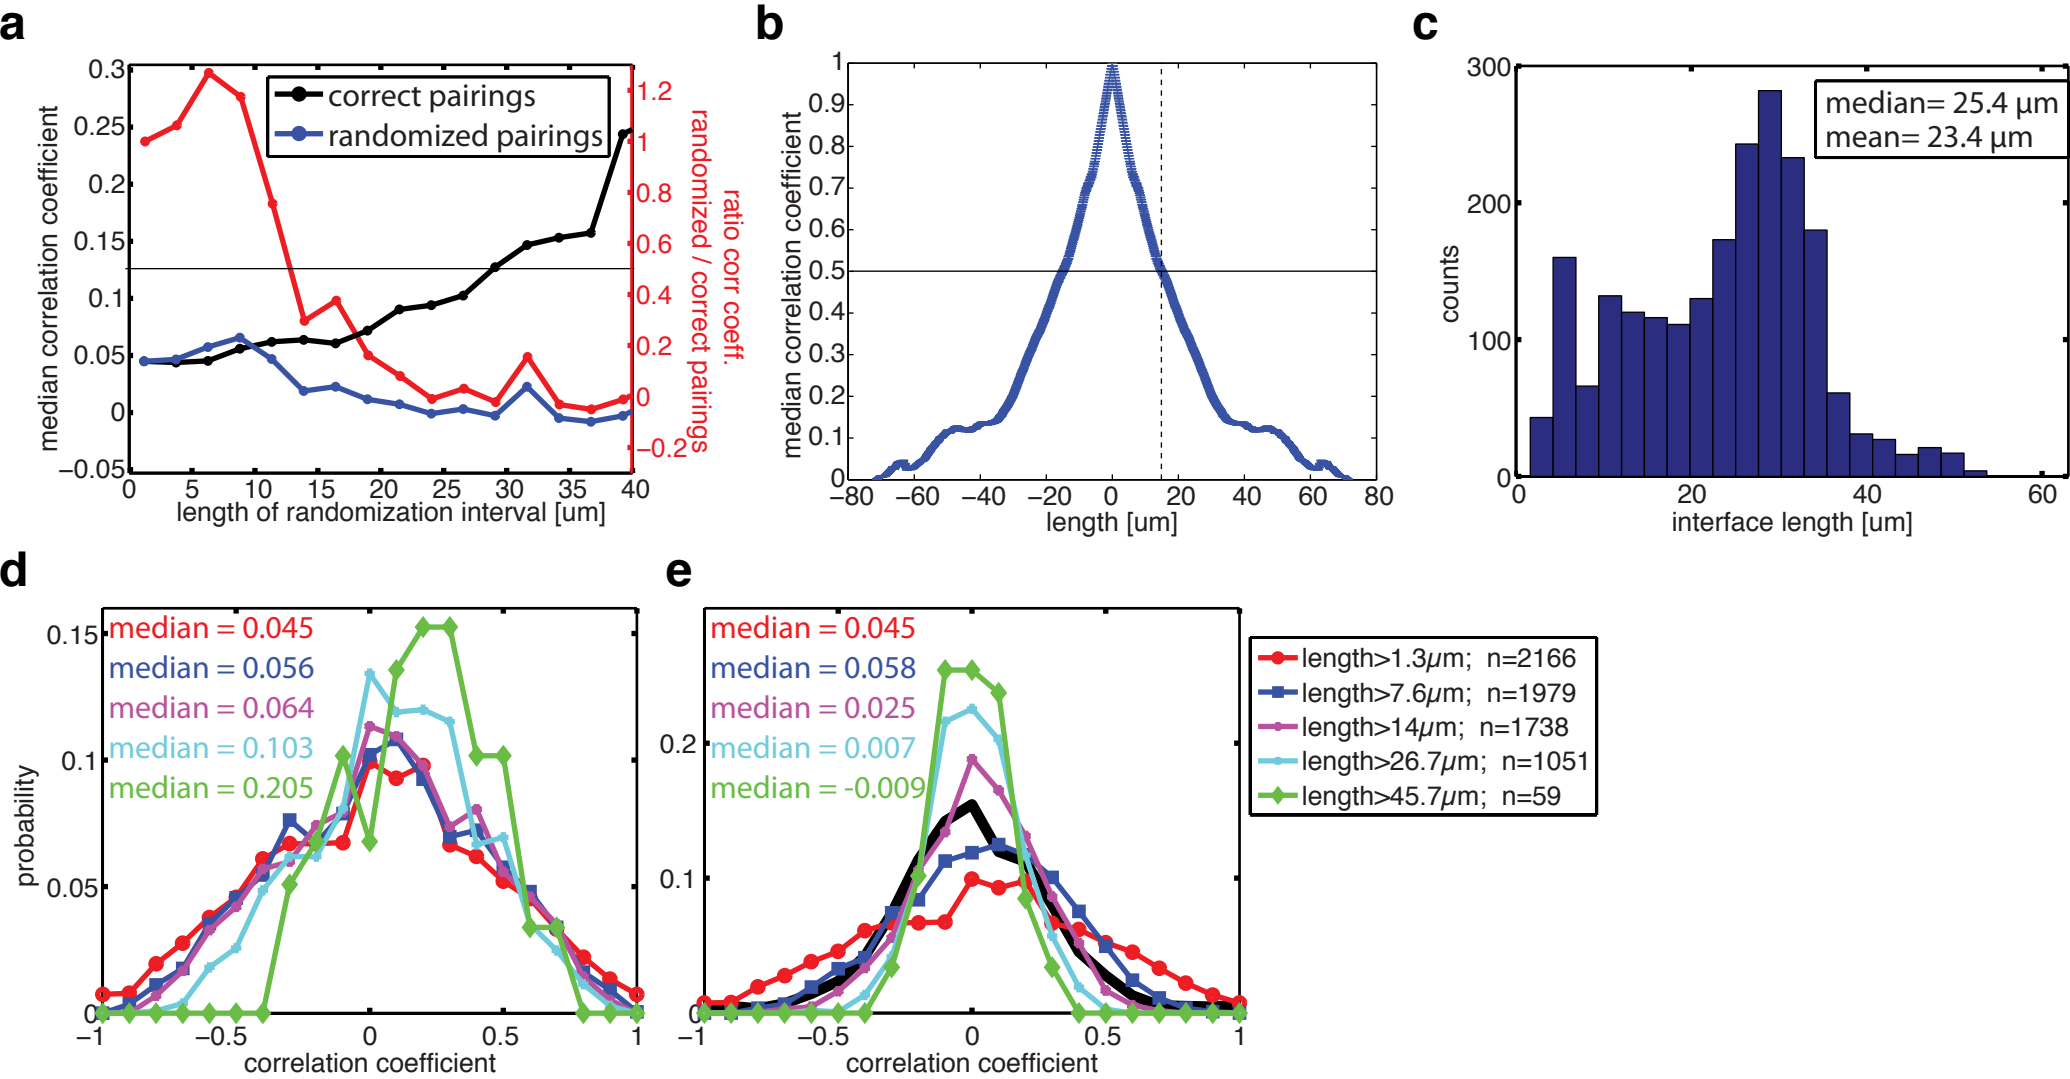 a
0.3
0.25
0.2
0.15
0.1
0.05
0
−0.05
median correlation coefficient
correct pairings
randomized pairings
1.2
1
0.8
0.6
0.4
0.2
0
−0.2
ratio corr coeff.
randomized / correct pairings
0 5 10 15 20 25 30 35 40
length of randomization interval [um]
b
1
0.9
0.8
0.7
0.6
0.5
0.4
0.3
0.2
0.1
0
median correlation coefficient
−80 −60 −40 −20 0 20 40 60 80
length [um]
c
300
200
100
0
counts
median= 25.4 µm
mean= 23.4 µm
0 20 40 60
interface length [um]
d
0.15
0.1
0.05
0
probability
median = 0.045
median = 0.056
median = 0.064
median = 0.103
median = 0.205
−1 −0.5 0 0.5 1
correlation coefficient
e
0.2
0.1
0
median = 0.045
median = 0.058
median = 0.025
median = 0.007
median = -0.009
−1 −0.5 0 0.5 1
correlation coefficient
length>1.3µm; n=2166
length>7.6µm; n=1979
length>14µm; n=1738
length>26.7µm; n=1051
length>45.7µm; n=59